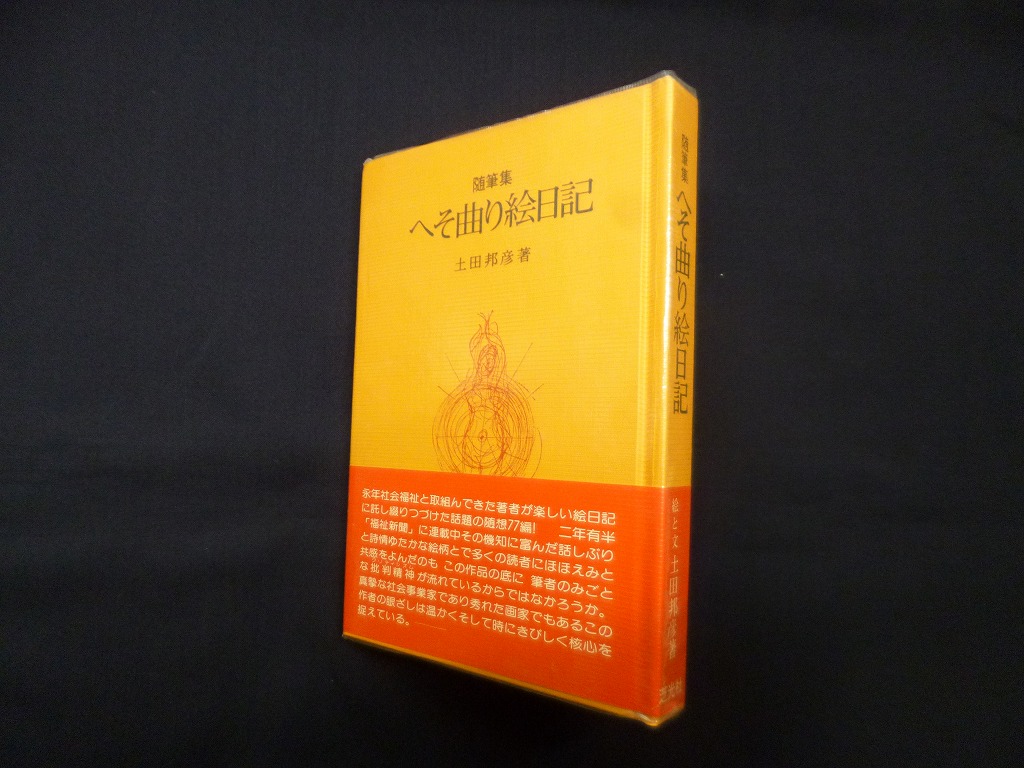 随筆集
へそ曲り絵日記
土田邦彦著
永年社会福祉と取組んできた著者が楽しい絵日記
に託し綴りつづけた話題の随想77編! 二年有半
「福祉新聞」に連載中その機知に富んだ話しぶり
と詩情ゆたかな絵柄とで多くの読者にほほえみと
共感をよんだのも この作品の底に 筆者のみごと
な批判精神が流れているからではなかろうか。
真摯な社会事業家であり秀れた画家でもあるこの
作者の眼ざしは温かくそして時にきびしく核心を
捉えている。
随筆集
へそ曲り絵日記
絵と文
土田邦彦著